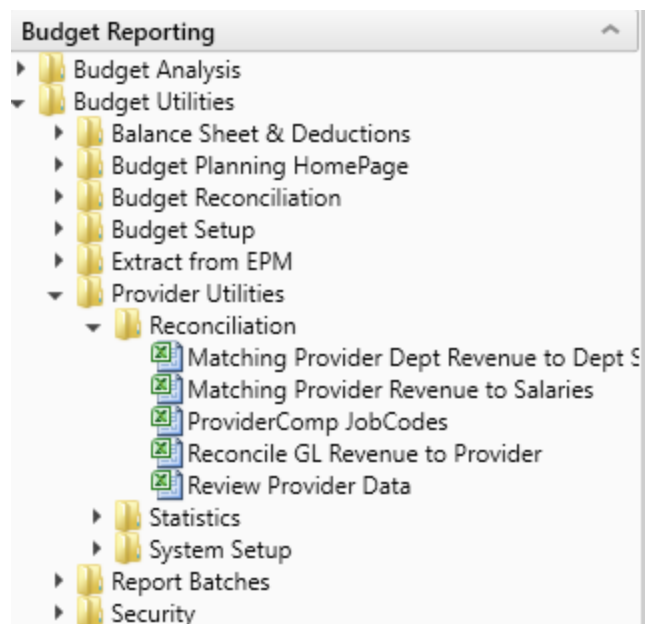 Budget Reporting
Budget Analysis
Budget Utilities
Balance Sheet & Deductions
Budget Planning HomePage
Budget Reconciliation
Budget Setup
Extract from EPM
Provider Utilities
Reconciliation
Matching Provider Dept Revenue to Dept S
Matching Provider Revenue to Salaries
ProviderComp JobCodes
Reconcile GL Revenue to Provider
Review Provider Data
Statistics
System Setup
Report Batches
Security